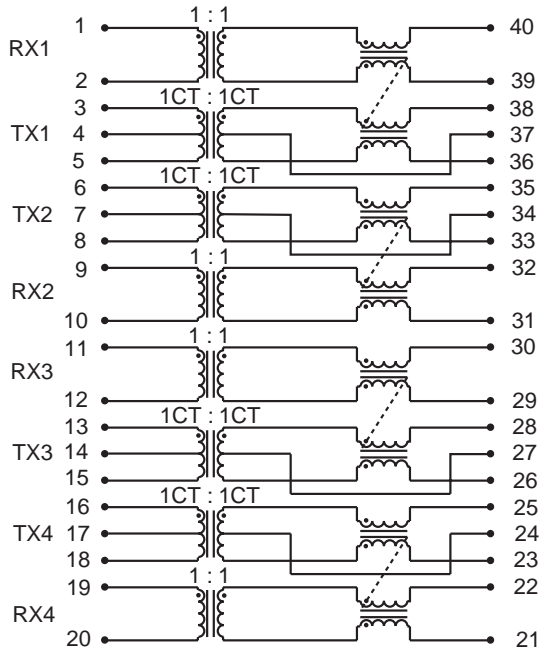 1 : 1
1 40
RX1
2 39
3 1CT : 1CT 38
TX1 4 37
5 36
1CT : 1CT
6 35
TX2 7 34
8 33
1 : 1
9 32
RX2
10 31
11 1 : 1 30
RX3
12 29
13 1CT : 1CT 28
TX3 14 27
15 26
1CT : 1CT
16 25
TX4 17 24
18 23
1 : 1
19 22
RX4
20 21